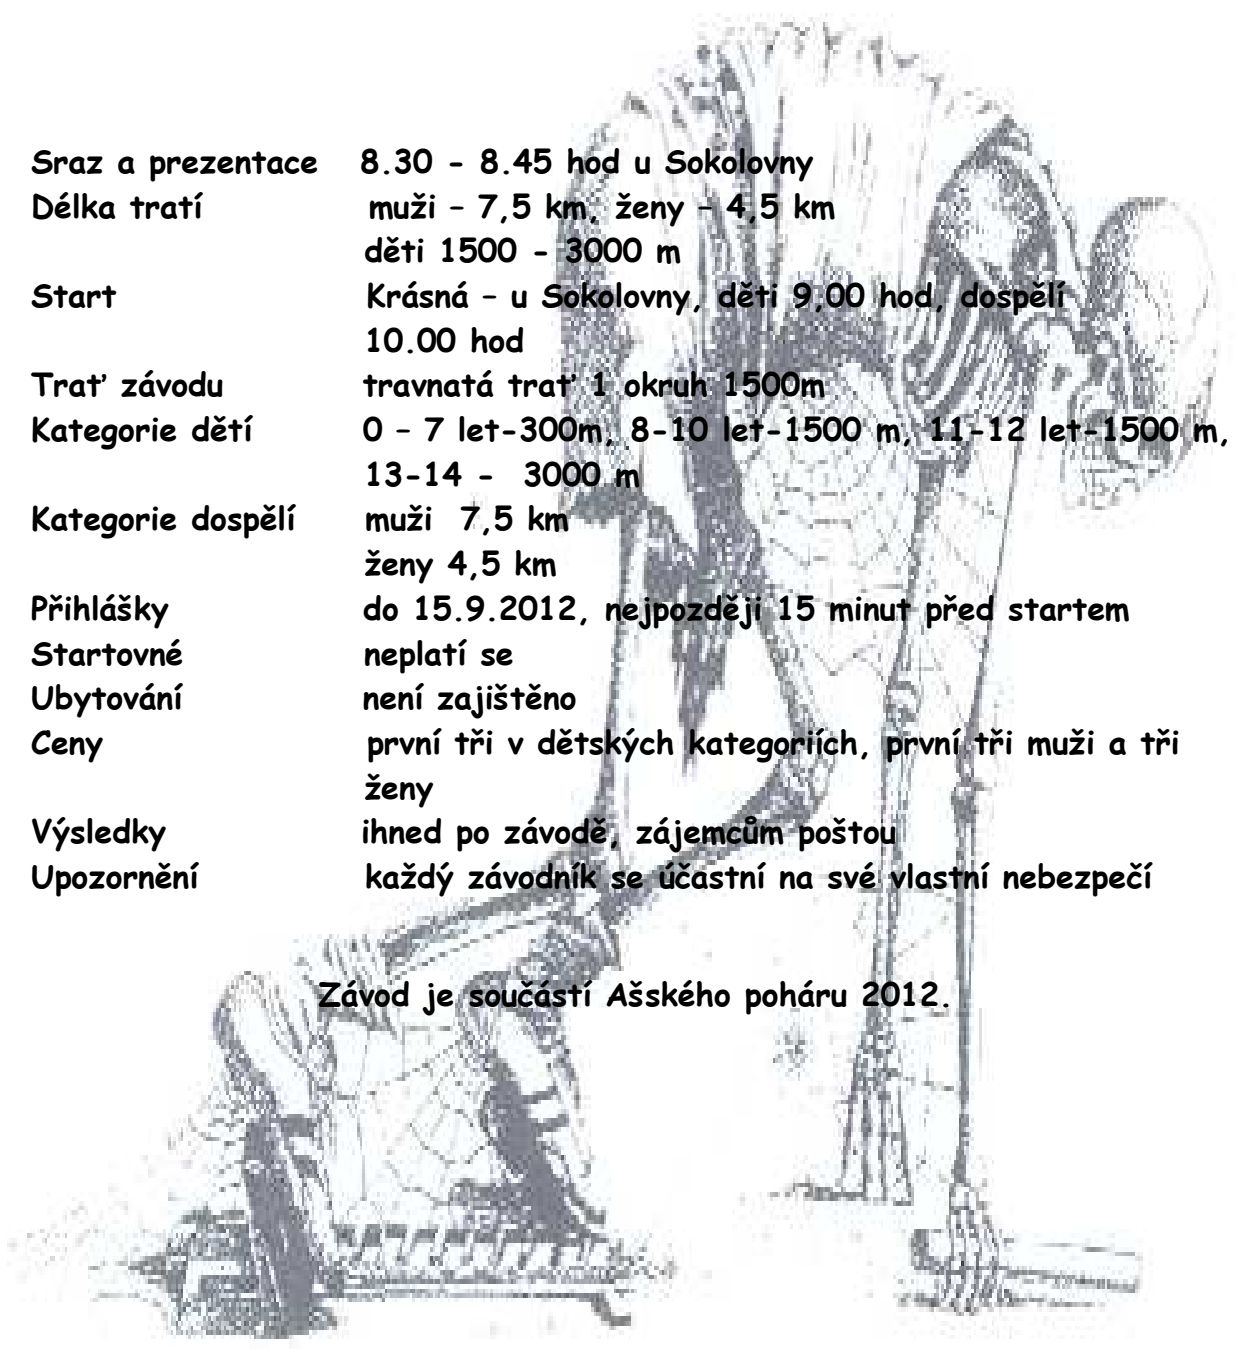 Sraz a prezentace 8.30 - 8.45 hod u Sokolovny
Délka tratí muži – 7,5 km, ženy – 4,5 km
děti 1500 - 3000 m
Start Krásná – u Sokolovny, děti 9,00 hod, dospělí
10.00 hod
Trať závodu travnatá trať 1 okruh 1500m
Kategorie dětí 0 – 7 let-300m, 8-10 let-1500 m, 11-12 let-1500 m,
13-14 - 3000 m
Kategorie dospělí muži 7,5 km
ženy 4,5 km
Přihlášky do 15.9.2012, nejpozději 15 minut před startem
Startovné neplatí se
Ubytování není zajištěno
Ceny první tři v dětských kategoriích, první tři muži a tři
ženy
Výsledky ihned po závodě, zájemcům poštou
Upozornění každý závodník se účastní na své vlastní nebezpečí
Závod je součástí Ašského poháru 2012.